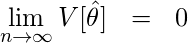 lim n→∞ V[θ̂] = 0